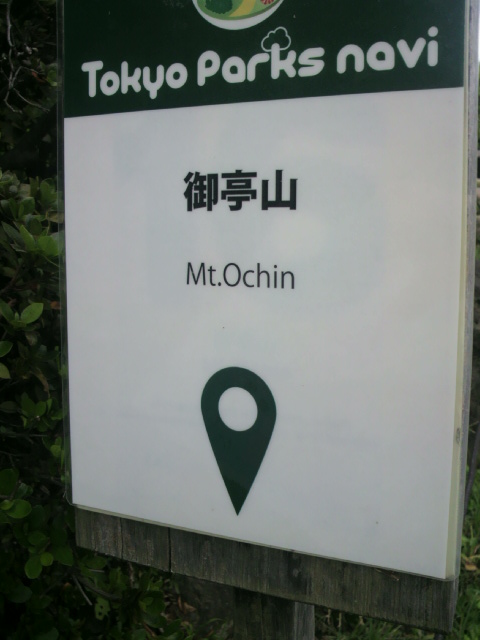 Tokyo Parks navi
御亭山
Mt.Ochin